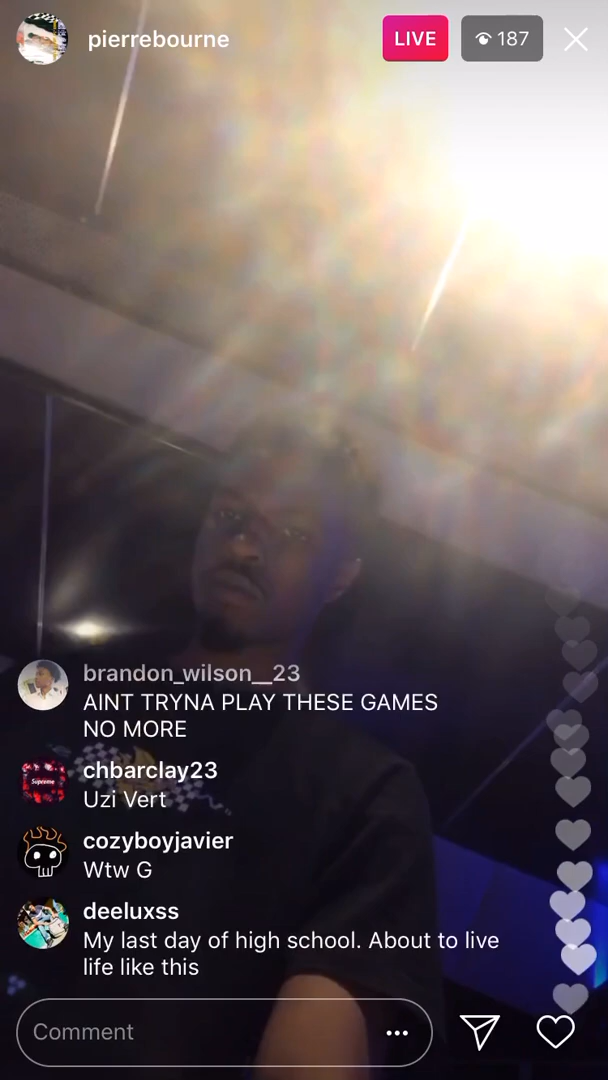 pierrebourne
LIVE
187
brandon_wilson__23
AINT TRYNA PLAY THESE GAMES
NO MORE
chbarclay23
Uzi Vert
Supreme
cozyboyjavier
Wtw G
deeluxss
My last day of high school. About to live
life like this
Comment